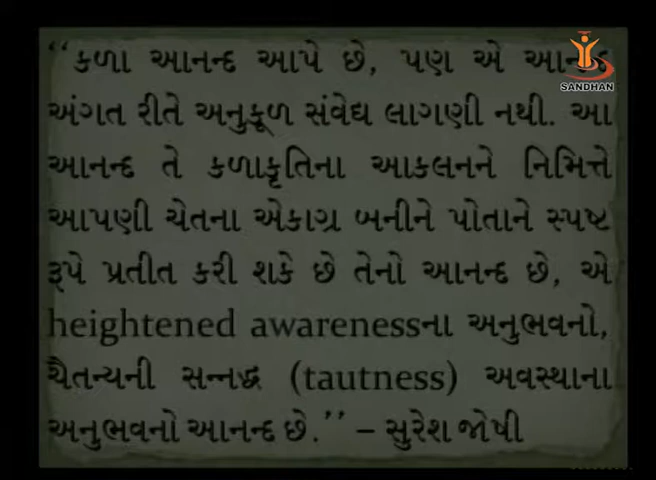 “કળા આનન્દ આપે છે, પણ એ આનન્દ
SANDHAN
અંગત રીતે અનુકૂળ સંવેદ્ય લાગણી નથી. આ
આનન્દ તે કળાકૃતિના આકલનને નિમિત્તે
આપણી ચેતના એકાગ્ર બનીને પોતાને સ્પષ્ટ
રૂપે પ્રતીત કરી શકે છે તેનો આનન્દ છે, એ
heightened awarenessના અનુભવનો,
ચૈતન્યની સન્નદ્ધ (tautness) અવસ્થાના
અનુભવનો આનન્દ છે.” – સુરેશ જોષી